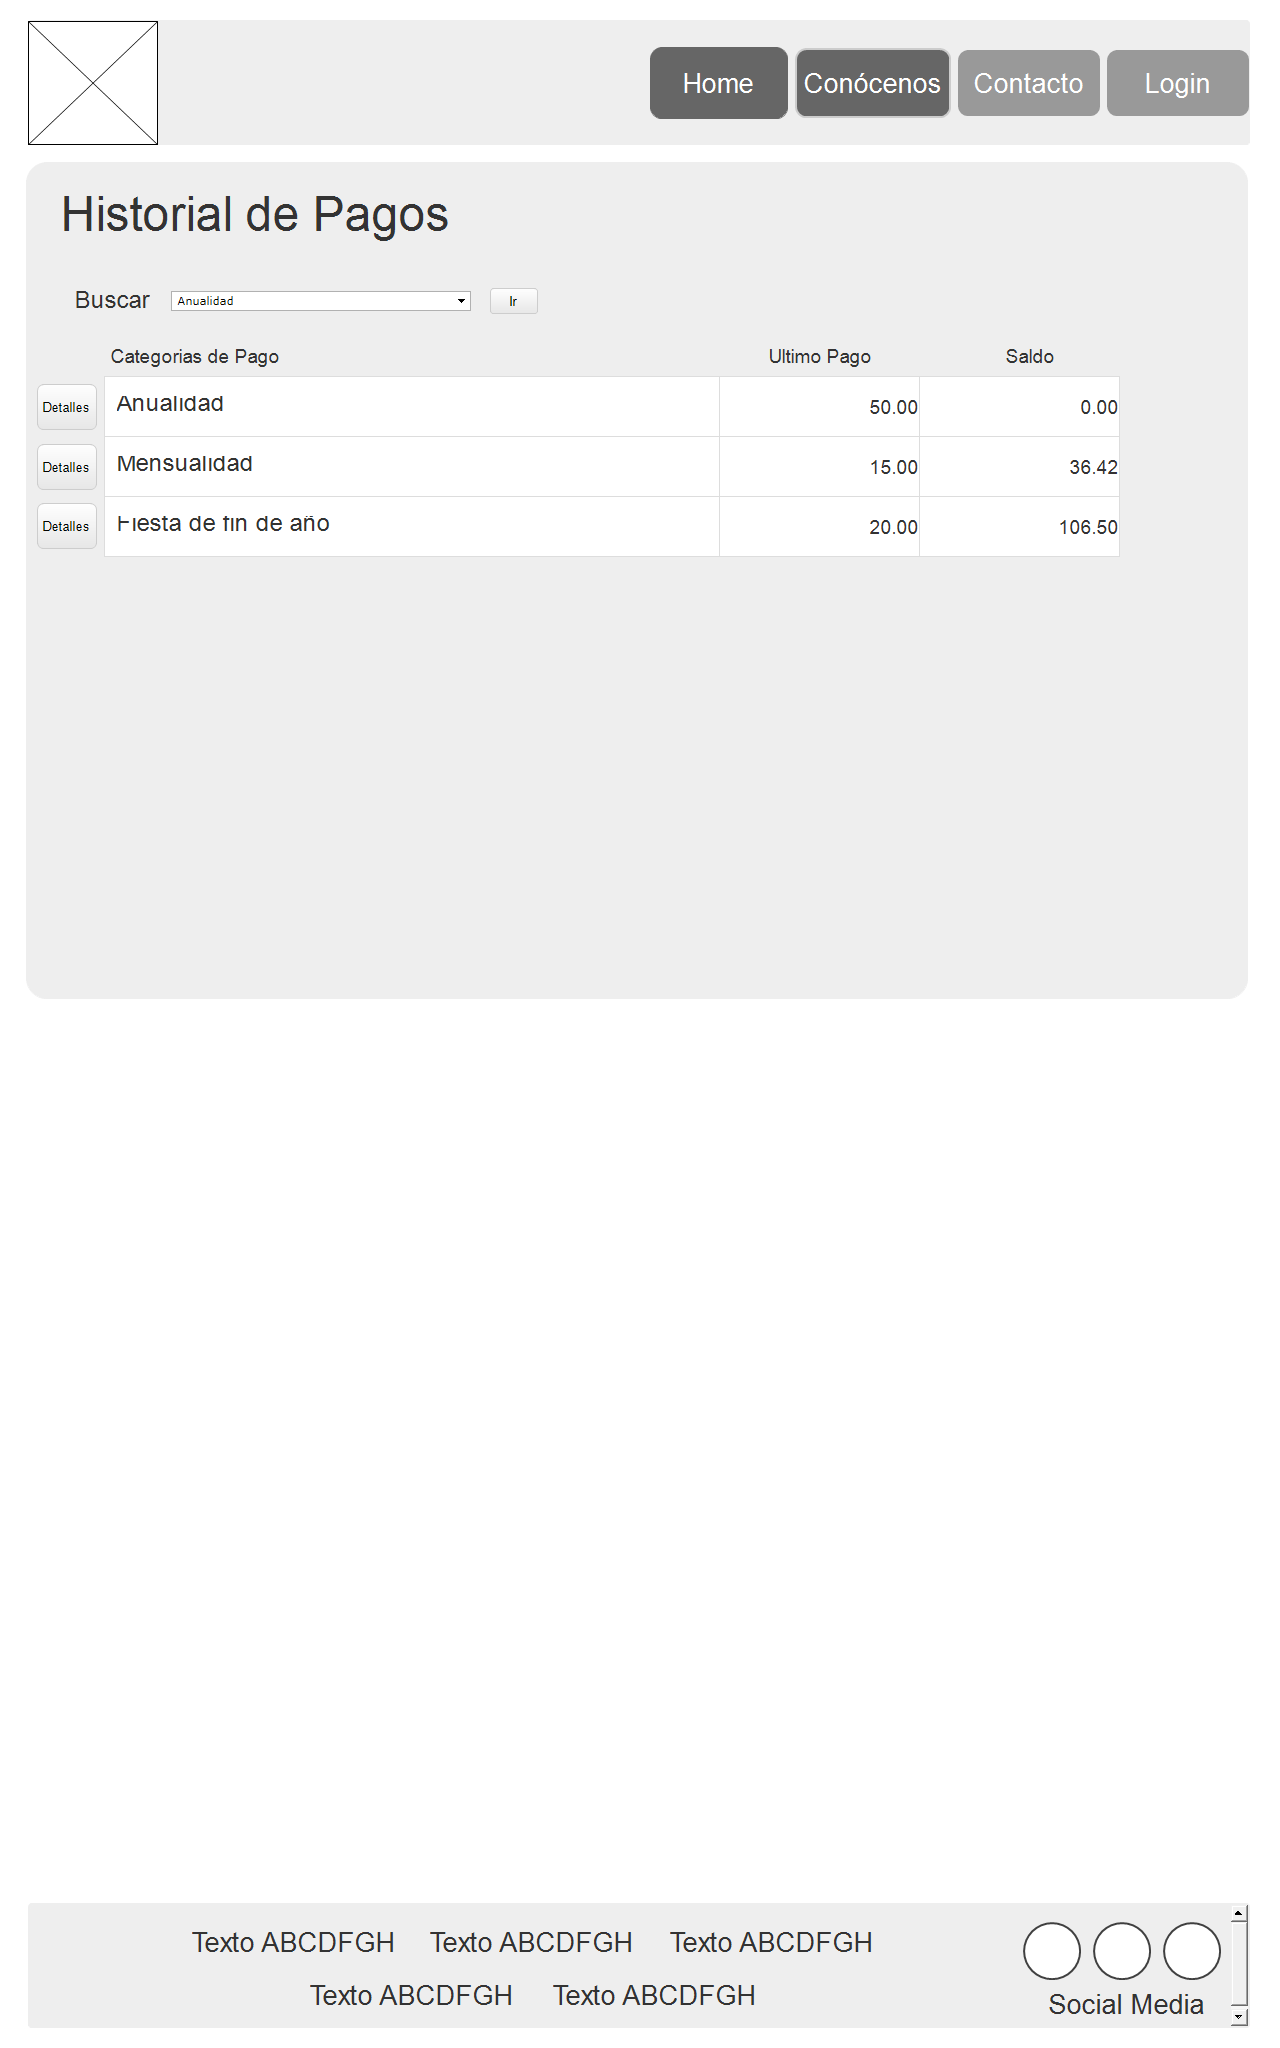 Home Conócenos Contacto Login
Historial de Pagos
Buscar Anualidad Ir
Categorias de Pago Ultimo Pago Saldo
Detalles Anualidad 50.00 0.00
Detalles Mensualidad 15.00 36.42
Detalles Fiesta de fin de año 20.00 106.50
Texto ABCDFGH Texto ABCDFGH Texto ABCDFGH
Texto ABCDFGH Texto ABCDFGH
Social Media